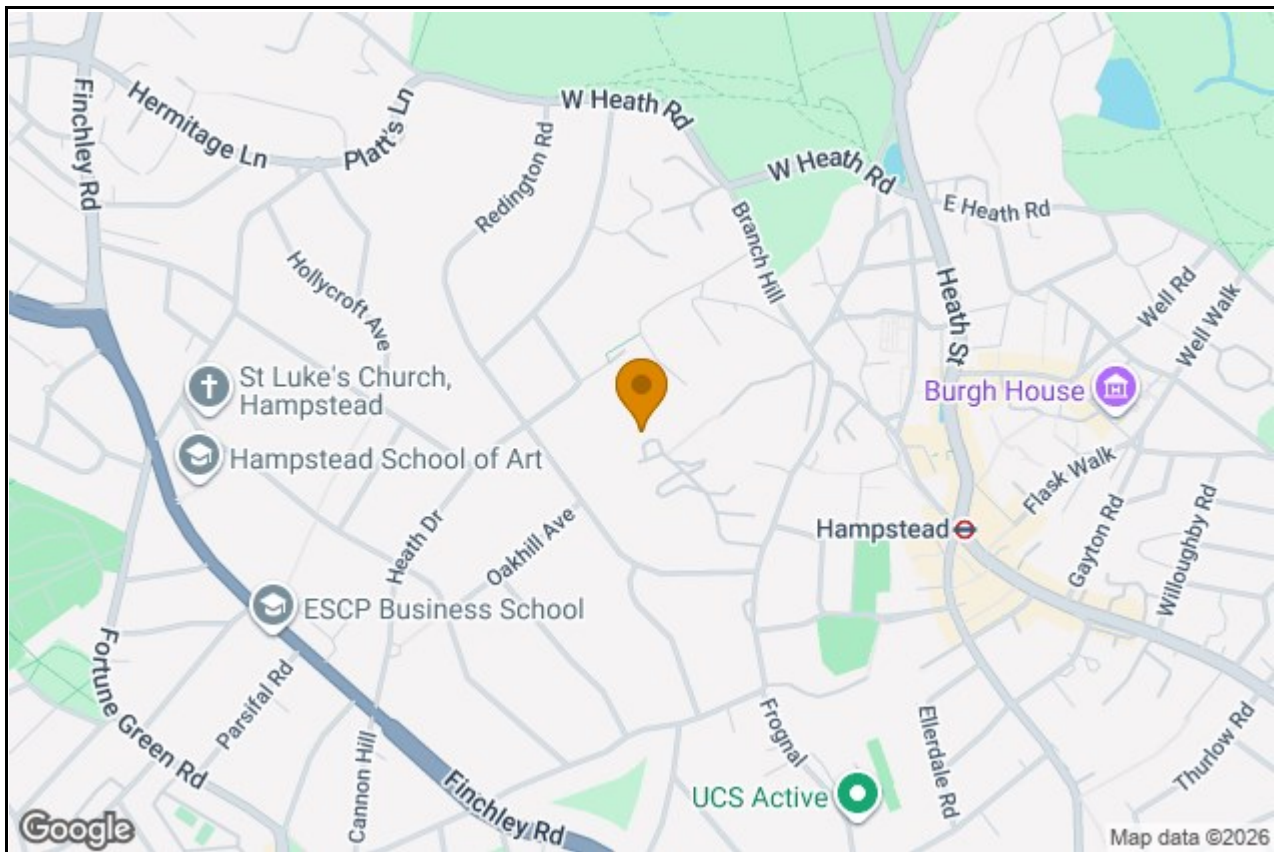 Finchley Rd
Hermitage Ln
Platt's Ln
W Heath Rd
Redington Rd
W Heath Rd
E Heath Rd
Branch Hill
Hollycroft Ave
Heath St
Well Rd
Well Walk
St Luke's Church,
Hampstead
Burgh House
Hampstead School of Art
Flask Walk
Hampstead
Gayton Rd
Willoughby Rd
Heath Dr
Oakhill Ave
ESCP Business School
Fortune Green Rd
Parsifal Rd
Cannon Hill
Finchley Rd
Frognal
Ellerdale Rd
Thurlow Rd
UCS Active
Google
Map data ©2026